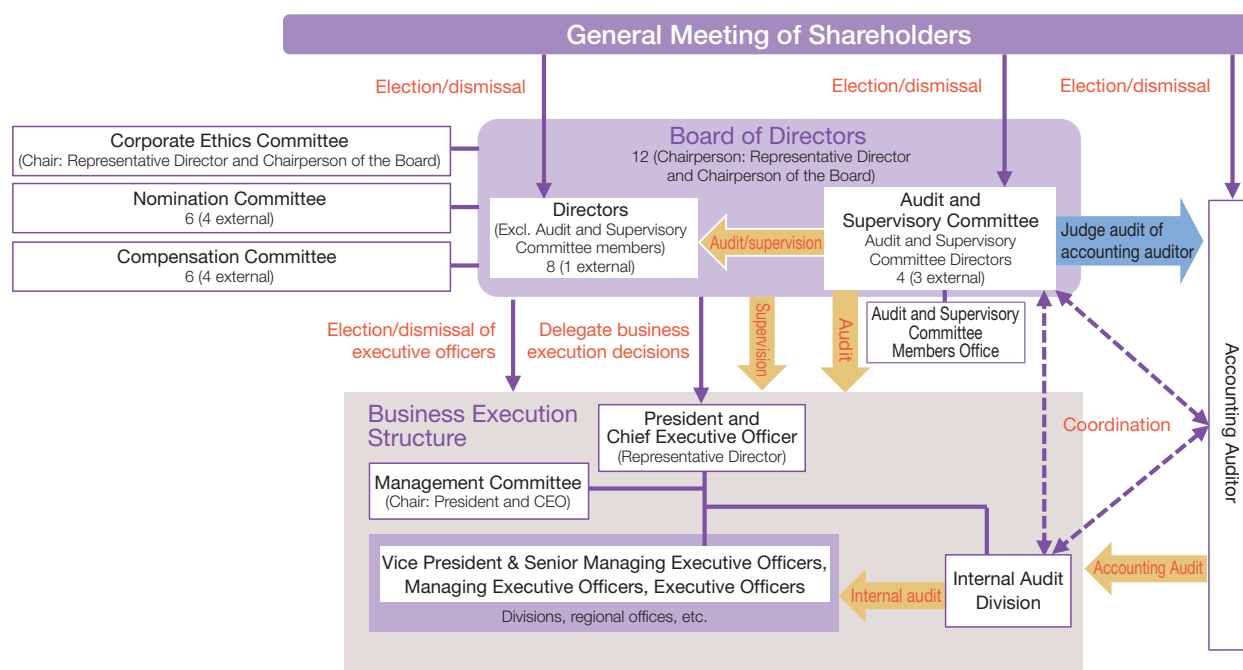 General Meeting of Shareholders
Election/dismissal
Election/dismissal
Election/dismissal
Corporate Ethics Committee
(Chair: Representative Director and Chairperson of the Board)
Nomination Committee
6 (4 external)
Compensation Committee
6 (4 external)
Board of Directors
12 (Chairperson: Representative Director
and Chairperson of the Board)
Directors
(Excl. Audit and Supervisory
Committee members)
8 (1 external)
Audit/supervision
Audit and
Supervisory Committee
Audit and Supervisory
Committee Directors
4 (3 external)
Judge audit of
accounting auditor
Audit and Supervisory
Committee
Members Office
Election/dismissal of
executive officers
Delegate business
execution decisions
Supervision
Audit
Accounting Auditor
Business Execution
Structure
President and
Chief Executive Officer
(Representative Director)
Coordination
Management Committee
(Chair: President and CEO)
Vice President & Senior Managing Executive Officers,
Managing Executive Officers, Executive Officers
Divisions, regional offices, etc.
Internal audit
Internal Audit
Division
Accounting Audit